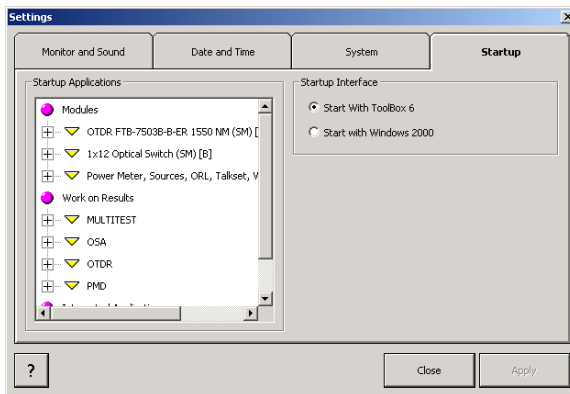 Settings
Monitor and Sound
Date and Time
System
Startup
Startup Applications
Modules
OTDR FTB-7503B-B-ER 1550 NM (SM) [
1x12 Optical Switch (SM) [B]
Power Meter, Sources, ORL, Talkset, V
Work on Results
MULTITEST
OSA
OTDR
PMD
Startup Interface
Start With ToolBox 6
Start with Windows 2000
?
Close
Apply